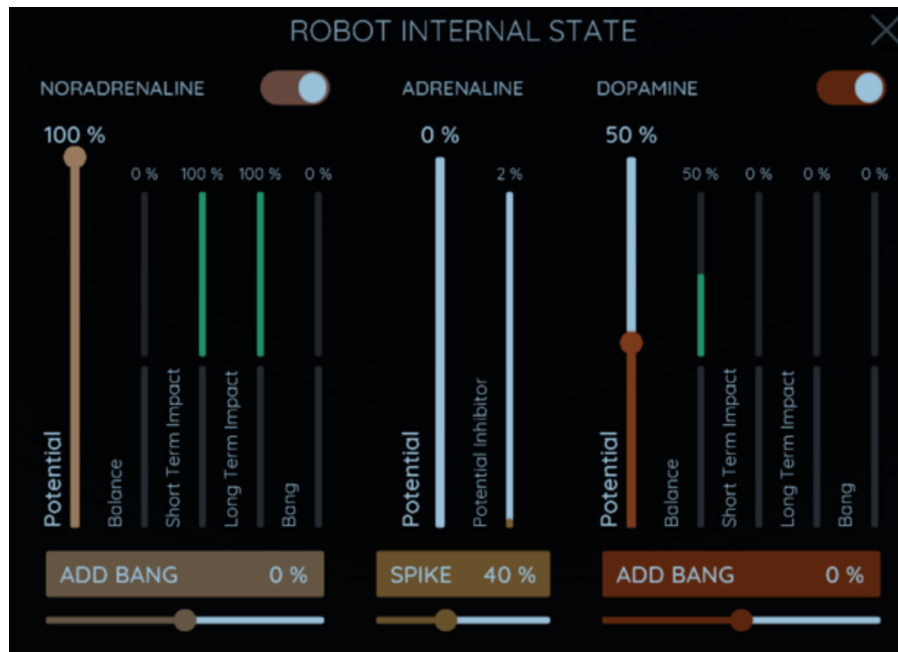 ROBOT INTERNAL STATE
NORADRENALINE
ADRENALINE
DOPAMINE
100 %
0 %
100 %
100 %
0 %
Potential
Balance
Short Term Impact
Long Term Impact
Bang
0 %
2 %
Potential
Potential Inhibitor
50 %
50 %
0 %
0 %
0 %
Potential
Balance
Short Term Impact
Long Term Impact
Bang
ADD BANG 0 %
SPIKE 40 %
ADD BANG 0 %